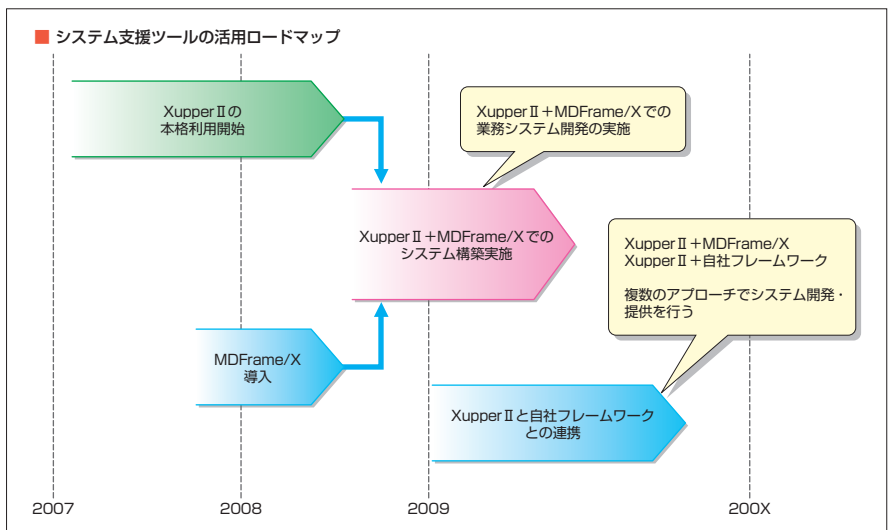 ■ システム支援ツールの活用ロードマップ
XupperⅡの
本格利用開始
XupperⅡ+MDFrame/Xでの
業務システム開発の実施
XupperⅡ+MDFrame/Xでの
システム構築実施
XupperⅡ+MDFrame/X
XupperⅡ+自社フレームワーク
複数のアプローチでシステム開発・
提供を行う
MDFrame/X
導入
XupperⅡと自社フレームワーク
との連携
2007
2008
2009
200X